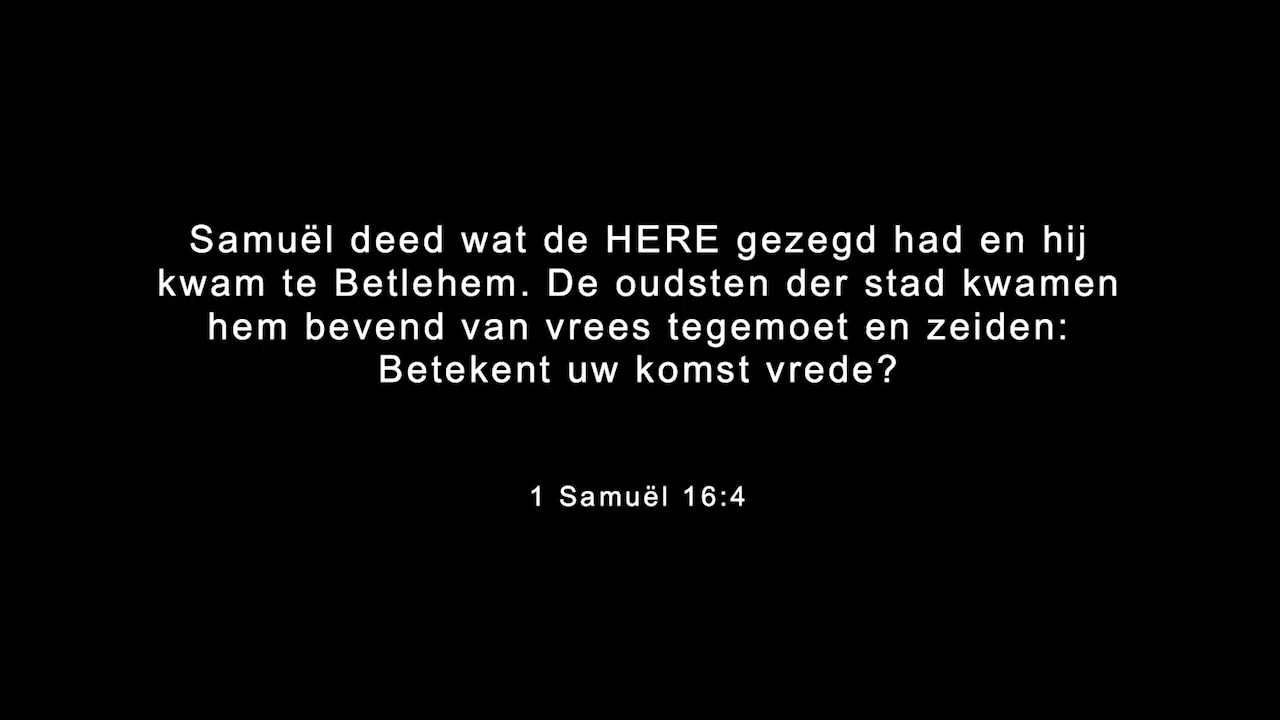 Samuël deed wat de HERE gezegd had en hij
kwam te Betlehem. De oudsten der stad kwamen
hem bevend van vrees tegemoet en zeiden:
Betekent uw komst vrede?
1 Samuël 16:4